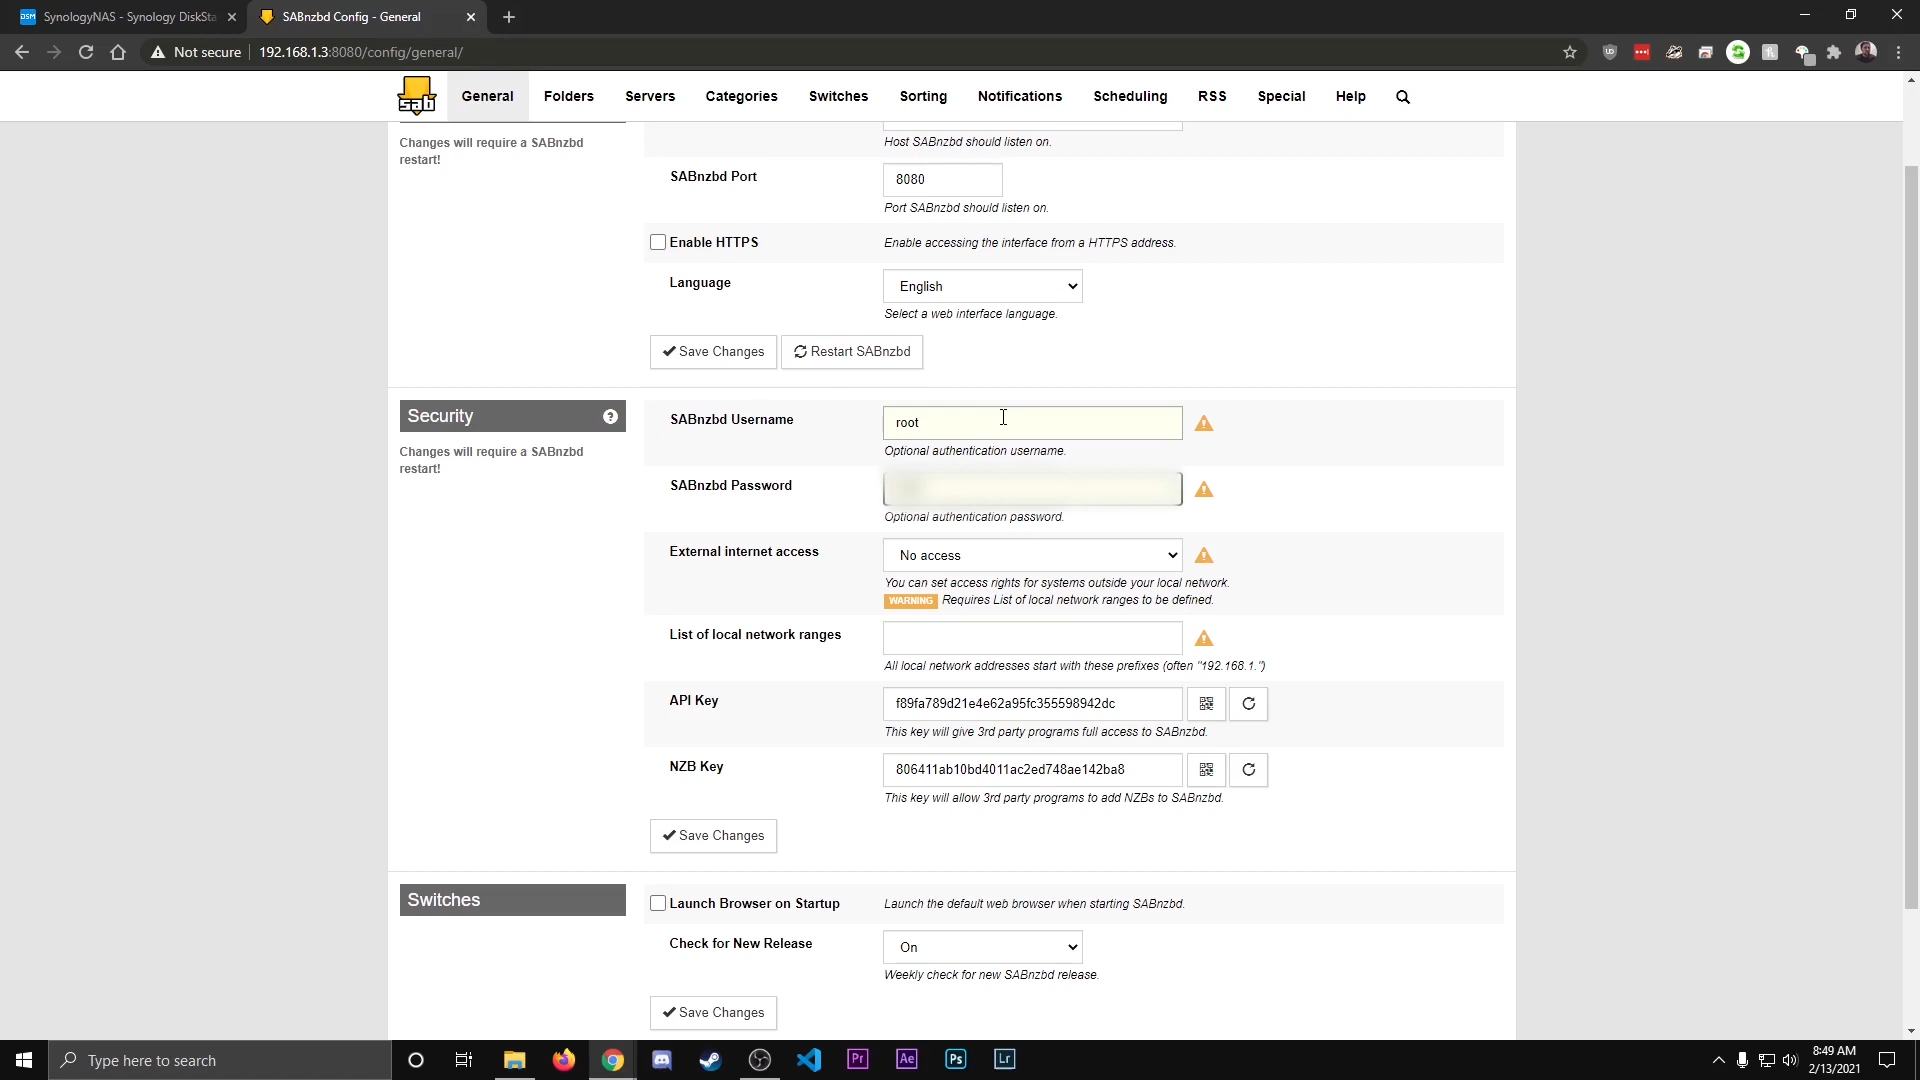 SynologyNAS - Synology DiskSta
SABnzbd Config - General
Not secure
192.168.1.3:8080/config/general/
sab
General
Folders
Servers
Categories
Switches
Sorting
Notifications
Scheduling
RSS
Special
Help
Changes will require a SABnzbd
restart!
Host SABnzbd should listen on.
SABnzbd Port
8080
Port SABnzbd should listen on.
Enable HTTPS
Enable accessing the interface from a HTTPS address.
Language
English
Select a web interface language.
Save Changes
Restart SABnzbd
Security
Changes will require a SABnzbd
restart!
SABnzbd Username
root
Optional authentication username.
SABnzbd Password
Optional authentication password.
External internet access
No access
You can set access rights for systems outside your local network.
WARNING Requires List of local network ranges to be defined.
List of local network ranges
All local network addresses start with these prefixes (often "192.168.1.")
API Key
f89fa789d21e4e62a95fc355598942dc
This key will give 3rd party programs full access to SABnzbd.
NZB Key
806411ab10bd4011ac2ed748ae142ba8
This key will allow 3rd party programs to add NZBs to SABnzbd.
Save Changes
Switches
Launch Browser on Startup
Launch the default web browser when starting SABnzbd.
Check for New Release
On
Weekly check for new SABnzbd release.
Save Changes
Type here to search
Pr
Ae
Ps
Lr
8:49 AM
2/13/2021